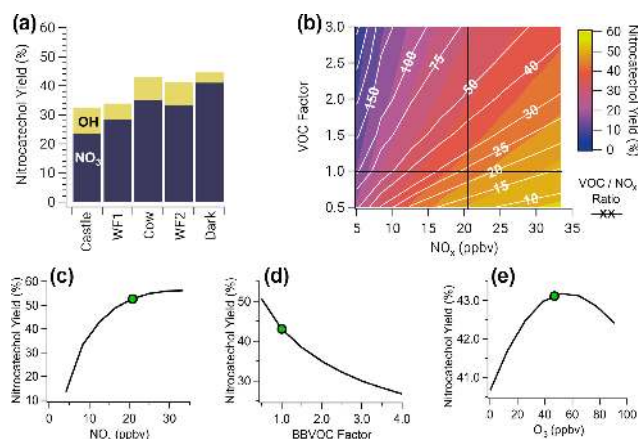 (a)
Nitrocatechol Yield (%)
60
50
40
30
20
10
0
OH
NO3
Castle
WF1
Cow
WF2
Dark
(b)
VOC Factor
3.0
2.5
2.0
1.5
1.0
0.5
150
100
75
50
40
30
25
20
15
10
5
10
15
20
25
30
35
NOx (ppbv)
60
50
40
30
20
10
0
Nitrocatechol Yield (%)
VOC / NOx
Ratio
XX
(c)
Nitrocatechol Yield (%)
60
50
40
30
20
10
0
10
20
30
NOx (ppbv)
(d)
Nitrocatechol Yield (%)
50
40
30
1.0
2.0
3.0
4.0
BBVOC Factor
(e)
Nitrocatechol Yield (%)
43.0
42.0
41.0
0
20
40
60
80
100
O3 (ppbv)